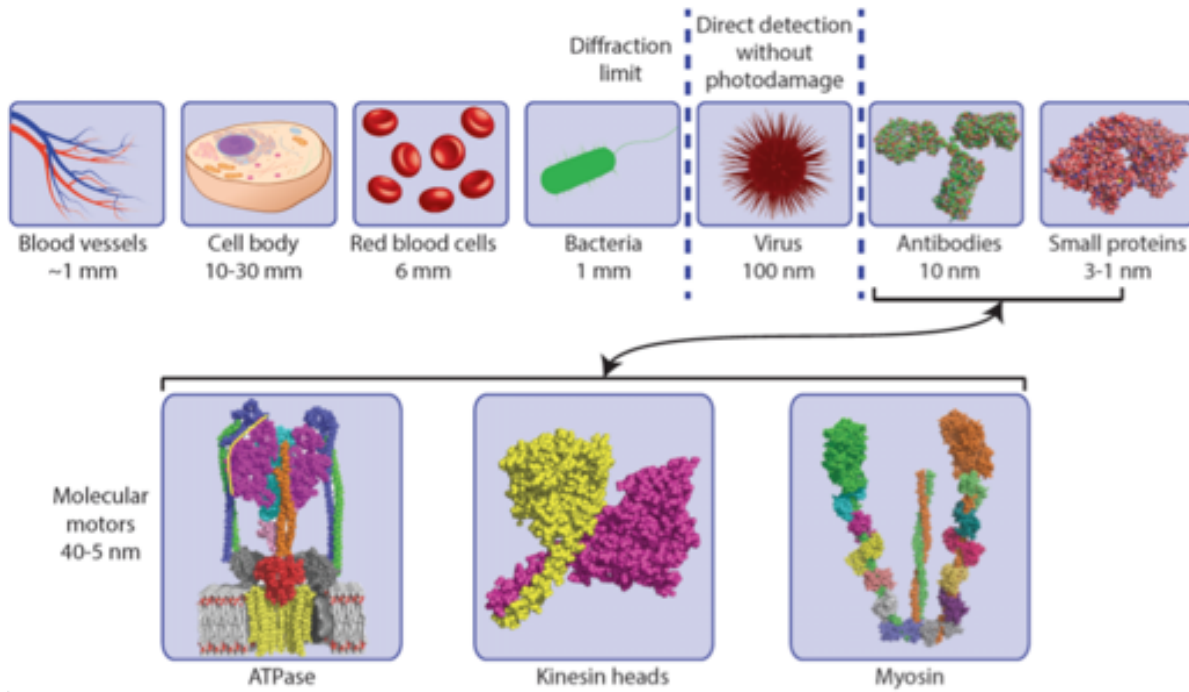 Diffraction
limit
Direct detection
without
photodamage
Blood vessels
~1 mm
Cell body
10-30 mm
Red blood cells
6 mm
Bacteria
1 mm
Virus
100 nm
Antibodies
10 nm
Small proteins
3-1 nm
Molecular
motors
40-5 nm
ATPase
Kinesin heads
Myosin